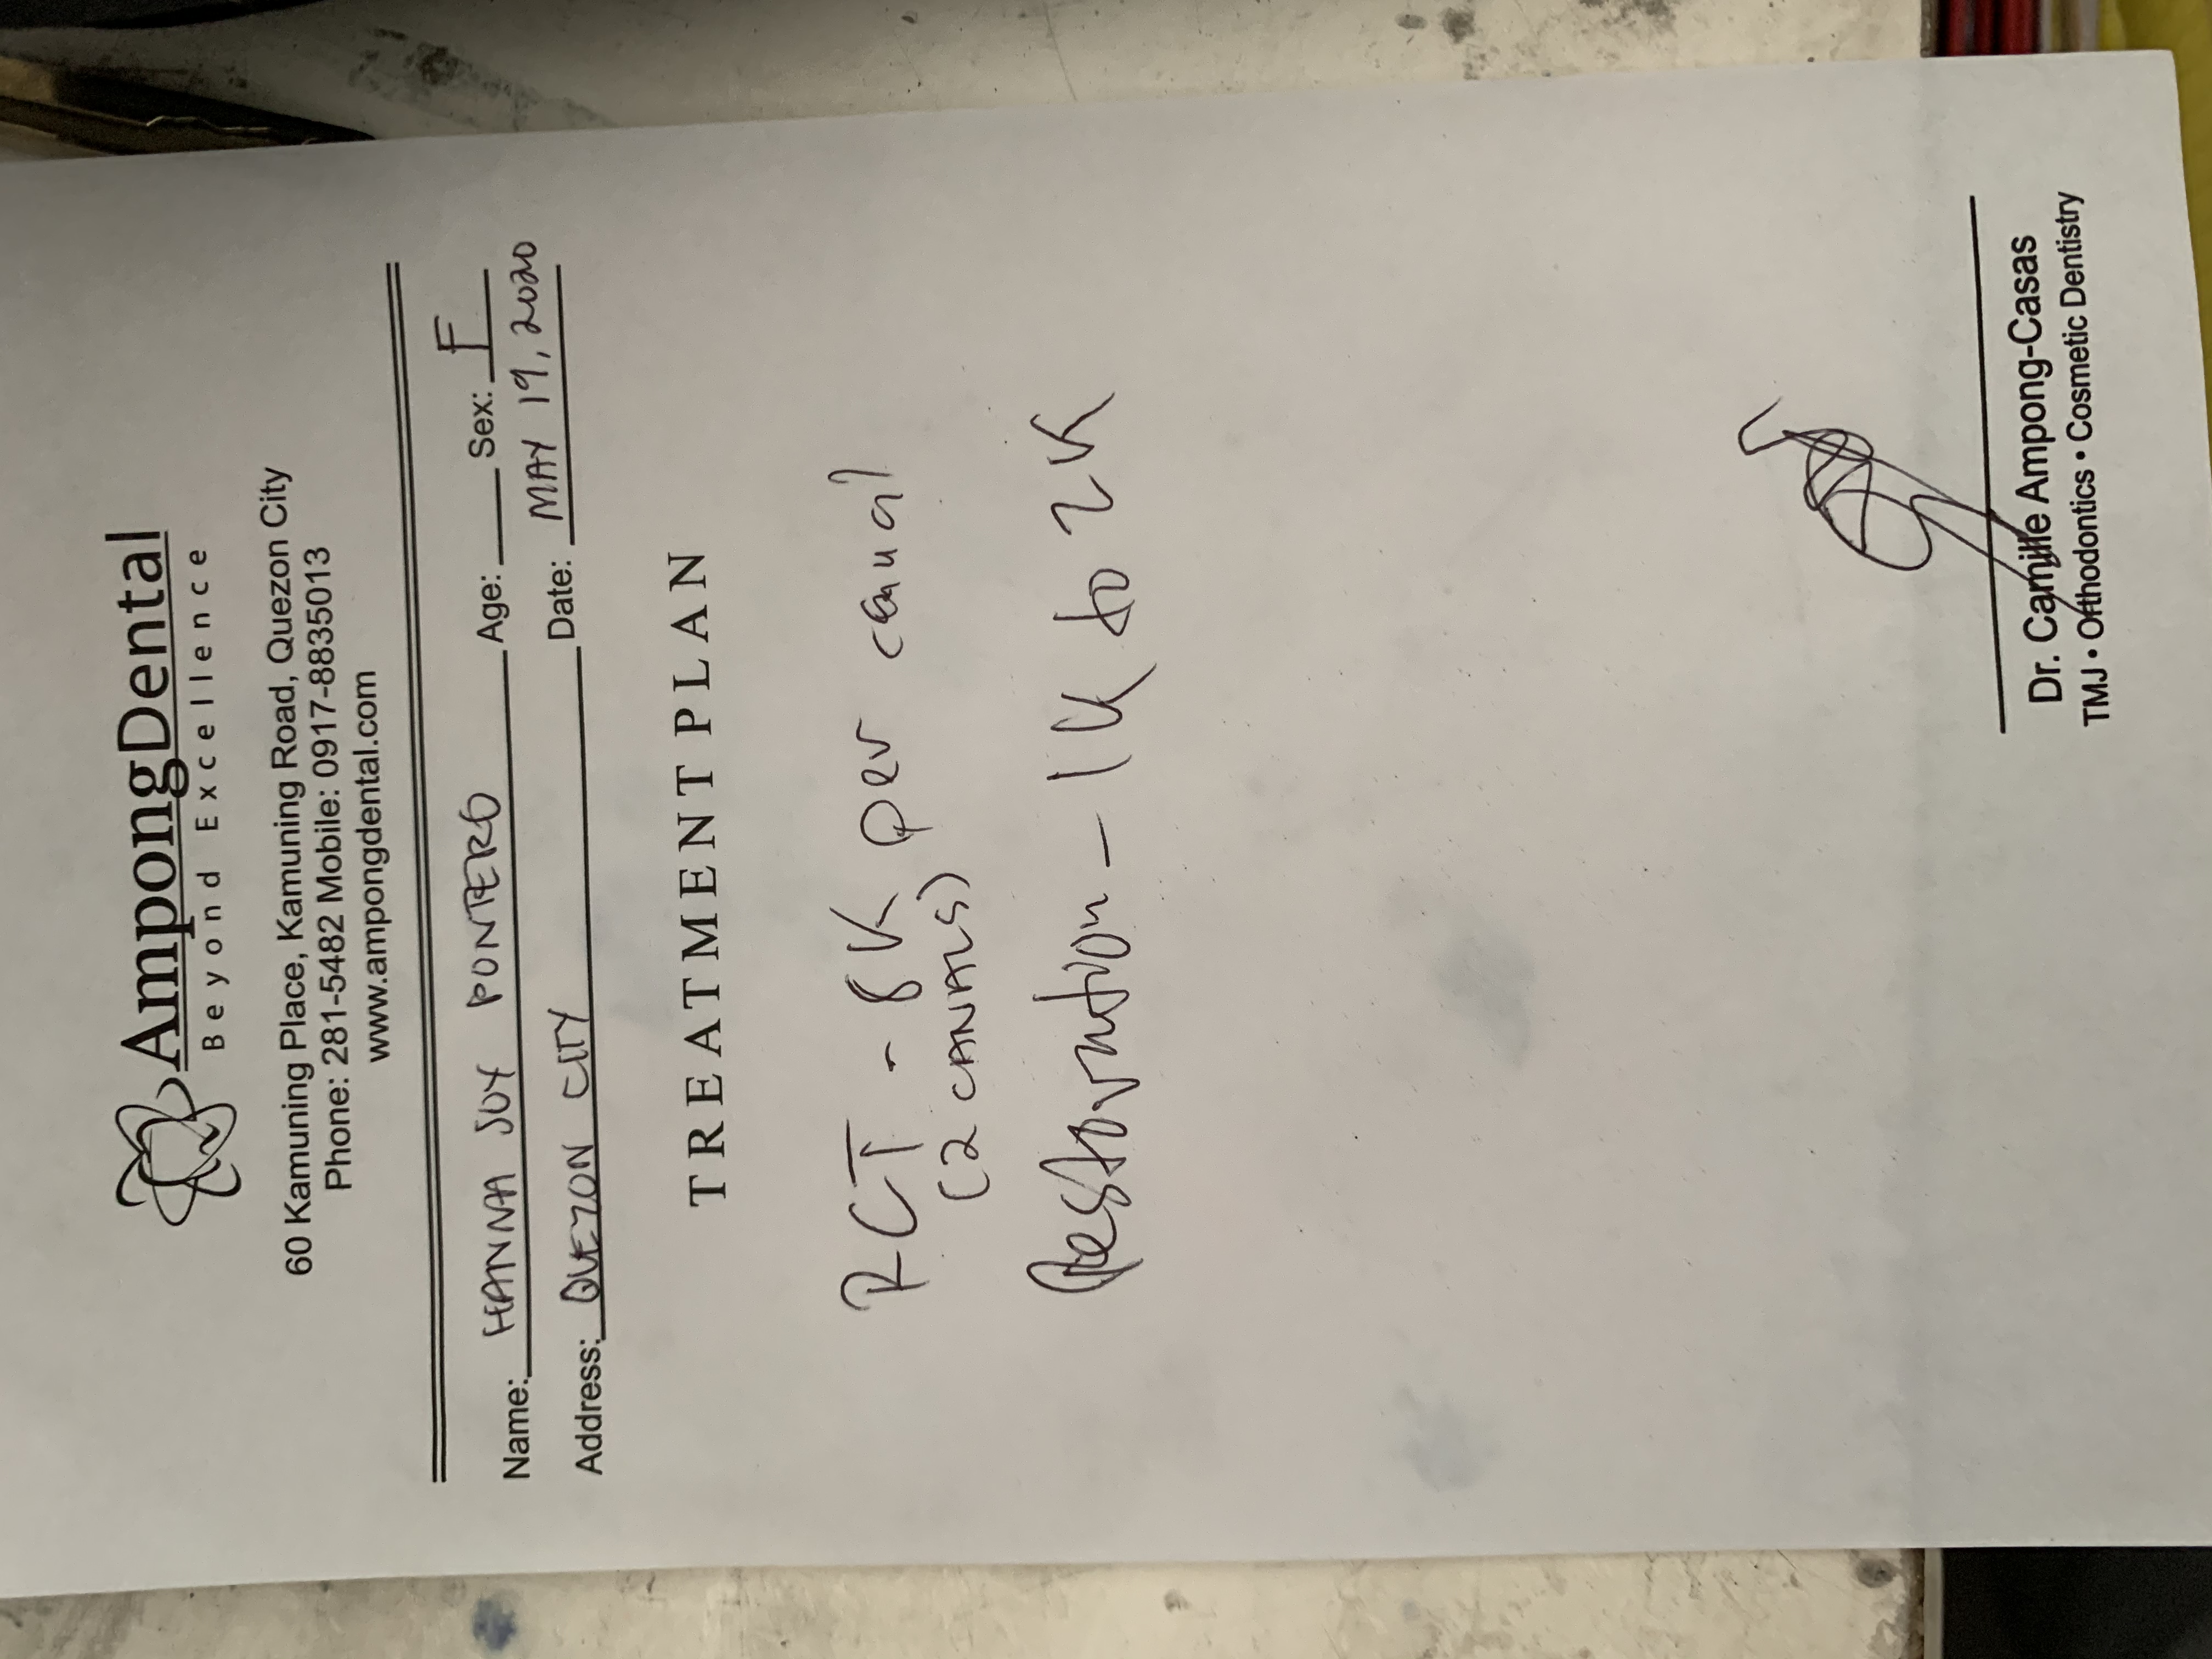 AmpongDental
Beyond Excellence
60 Kamuning Place, Kamuning Road, Quezon City
Phone: 281-5482 Mobile: 0917-8835013
www.ampongdental.com
Name: HANNA JOY PONTERO Age: Sex: F
Address: QUEZON CITY Date: MAY 19, 2020
TREATMENT PLAN
RCT - 8K per canal
(2 CANALS)
Restoration - 1K to 2K
Dr. Camille Ampong-Casas
TMJ • Orthodontics • Cosmetic Dentistry